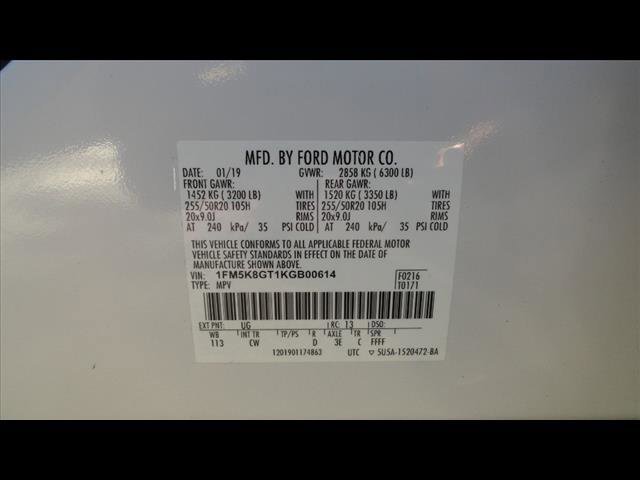 MFD. BY FORD MOTOR CO.
DATE: 01/19 GVWR: 2858 KG ( 6300 LB)
FRONT GAWR: REAR GAWR:
1452 KG ( 3200 LB) WITH 1520 KG ( 3350 LB) WITH
255/50R20 105H TIRES 255/50R20 105H TIRES
20x9.0J RIMS 20x9.0J RIMS
AT 240 kPa/ 35 PSI COLD AT 240 kPa/ 35 PSI COLD
THIS VEHICLE CONFORMS TO ALL APPLICABLE FEDERAL MOTOR
VEHICLE SAFETY STANDARDS IN EFFECT ON THE DATE OF
MANUFACTURE SHOWN ABOVE.
VIN: 1FM5K8GT1KGB00614 F0216
TYPE: MPV T01/1
EXT PNT: UG RC: 13 DSO:
WB INT TR TP/PS R AXLE TR SPR
113 CW D 3E C FFFF
1201901174863 UTC ▽ 5U5A-1520472-BA